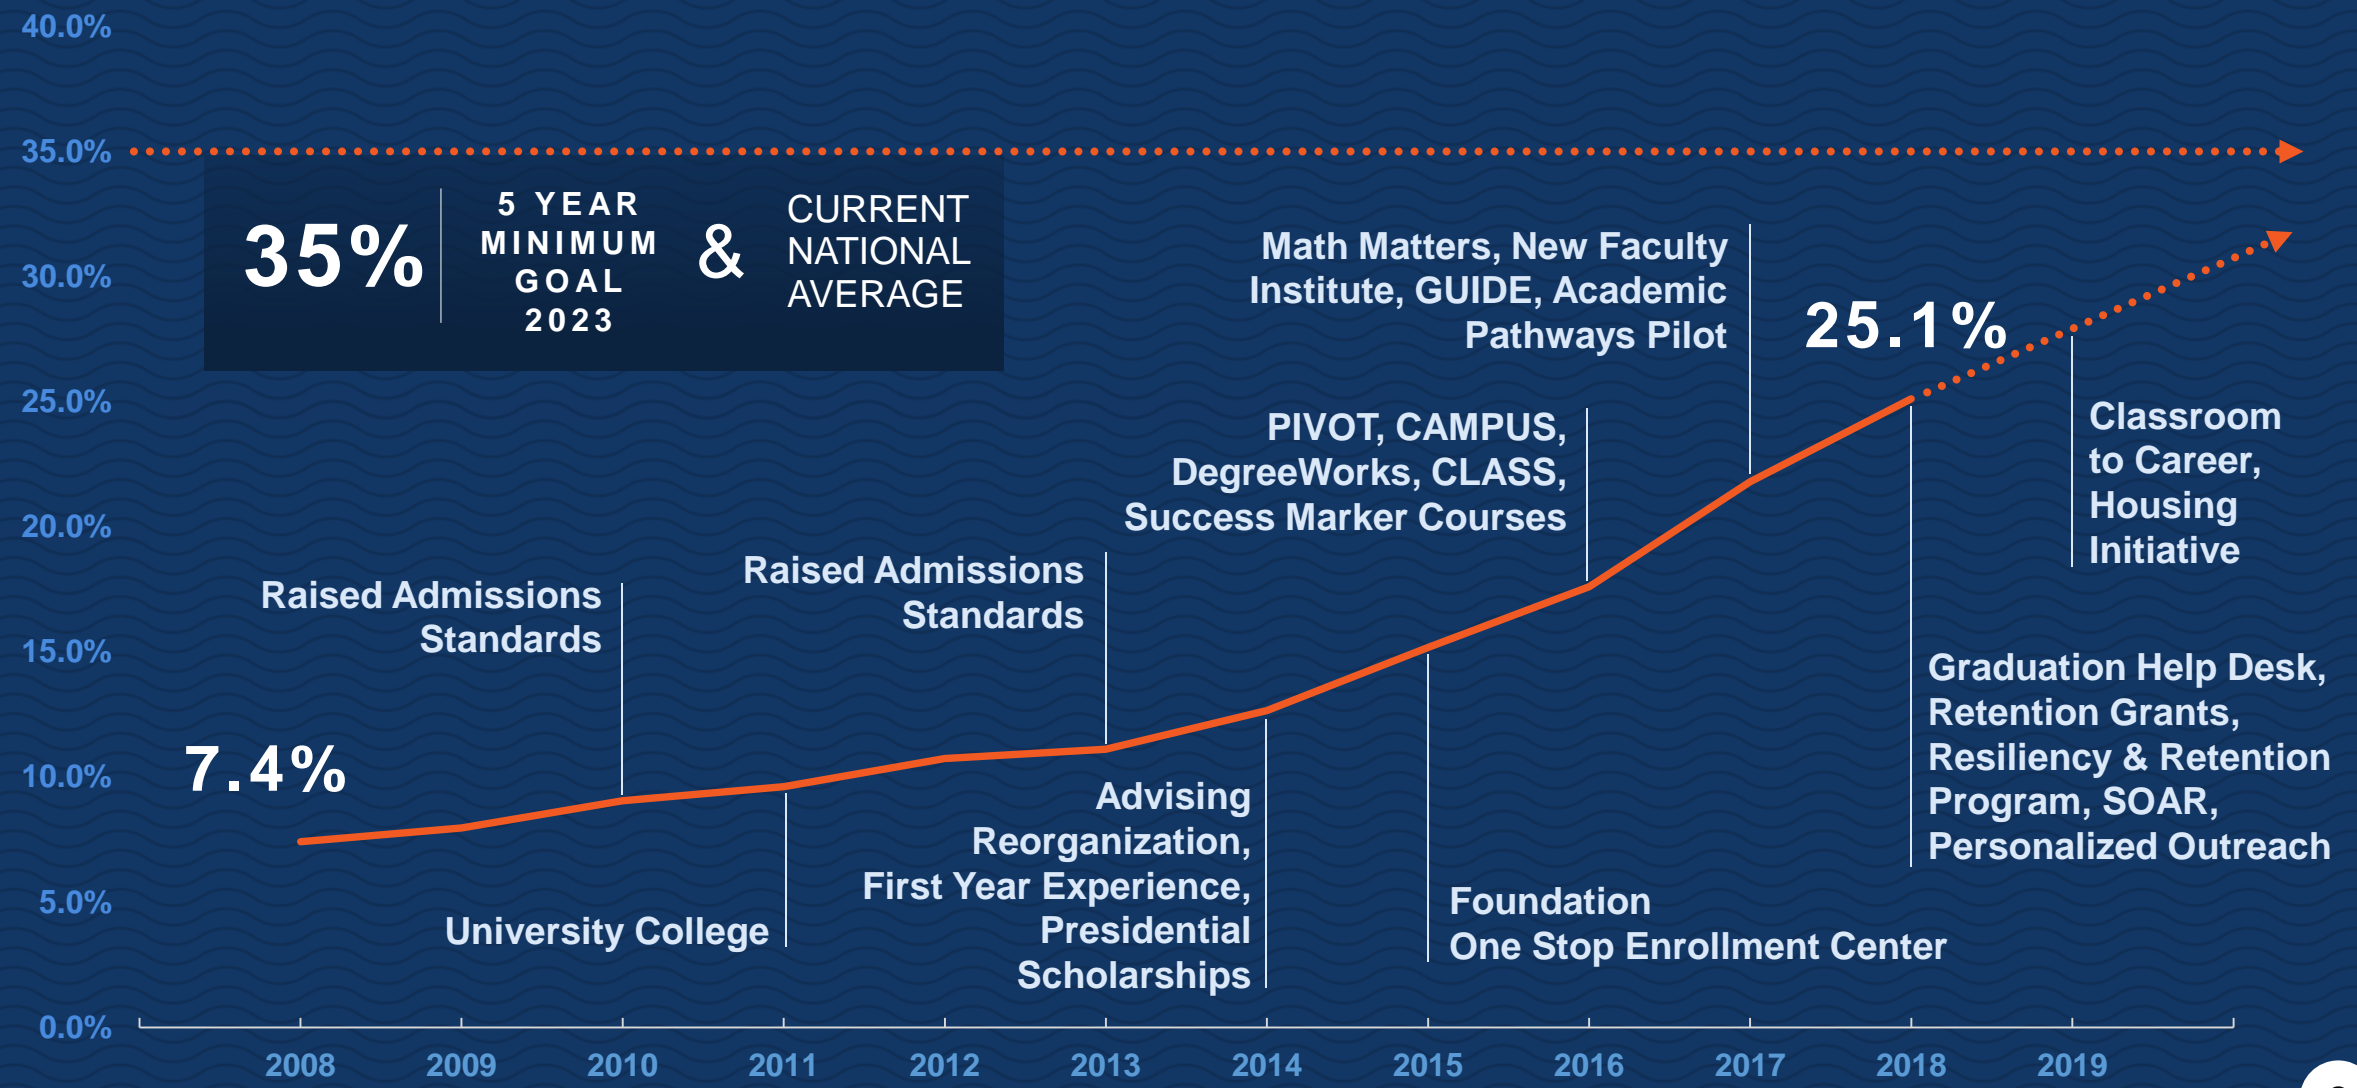 40.0%
35.0%
30.0%
25.0%
20.0%
15.0%
10.0%
5.0%
0.0%
35%
5 YEAR
MINIMUM
GOAL
2023
&
CURRENT
NATIONAL
AVERAGE
7.4%
Raised Admissions
Standards
University College
Raised Admissions
Standards
Advising
Reorganization,
First Year Experience,
Presidential
Scholarships
Foundation
One Stop Enrollment Center
PIVOT, CAMPUS,
DegreeWorks, CLASS,
Success Marker Courses
Math Matters, New Faculty
Institute, GUIDE, Academic
Pathways Pilot
25.1%
Graduation Help Desk,
Retention Grants,
Resiliency & Retention
Program, SOAR,
Personalized Outreach
Classroom
to Career,
Housing
Initiative
2008 2009 2010 2011 2012 2013 2014 2015 2016 2017 2018 2019